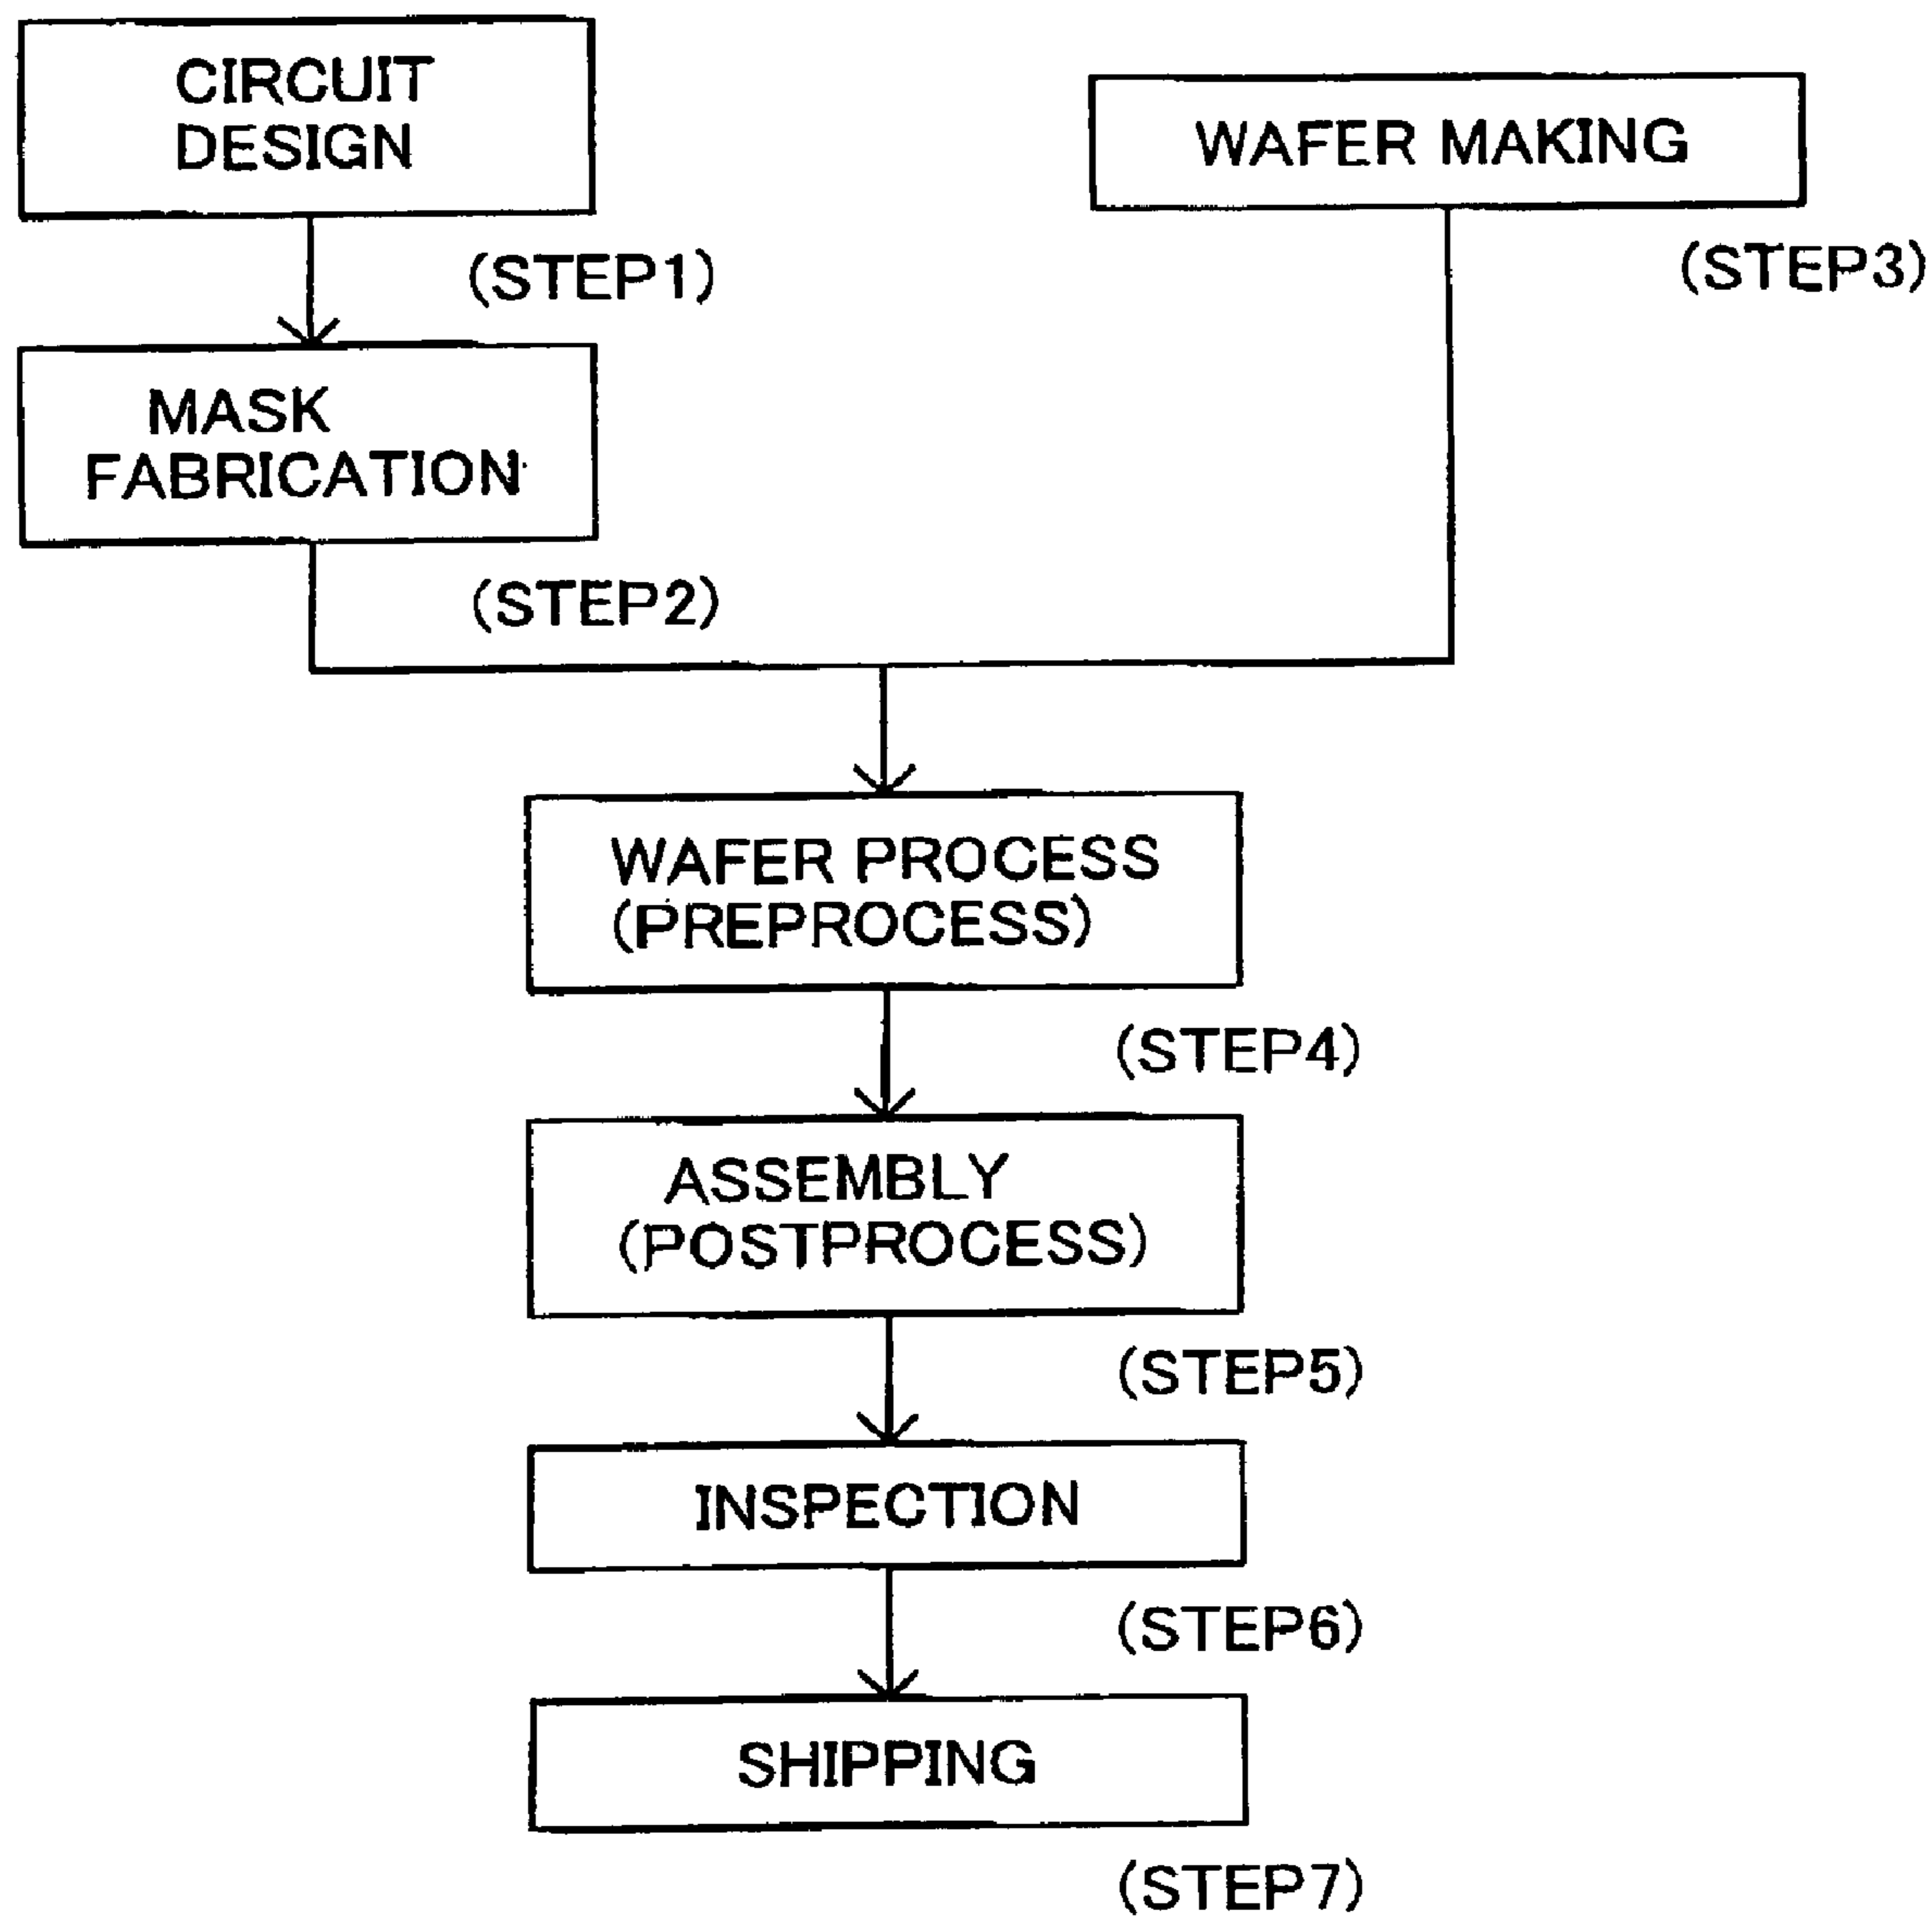 CIRCUIT
DESIGN
(STEP1)
WAFER MAKING
(STEP3)
MASK
FABRICATION
(STEP2)
WAFER PROCESS
(PREPROCESS)
(STEP4)
ASSEMBLY
(POSTPROCESS)
(STEP5)
INSPECTION
(STEP6)
SHIPPING
(STEP7)